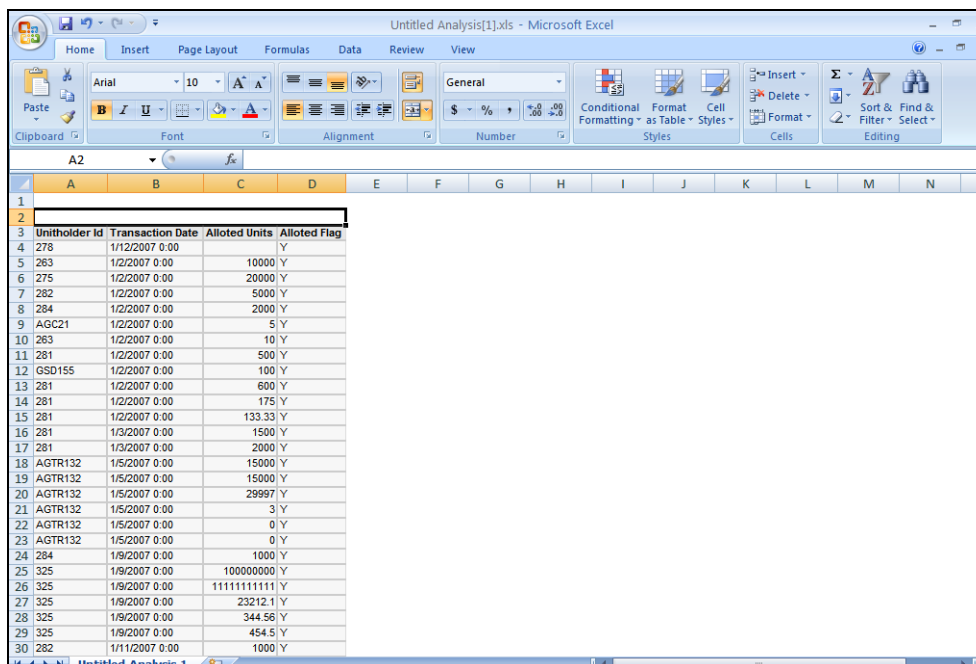 Untitled Analysis[1].xls - Microsoft Excel
Home Insert Page Layout Formulas Data Review View
Paste
Arial 10 A A General Conditional Formatting Format as Table Cell Styles Insert Delete Format Σ Sort & Filter Find & Select
B I U A $ % , .0 .00 .00 .0
Clipboard Font Alignment Number Styles Cells Editing
A2 fx
A B C D E F G H I J K L M N
1
2
3 Unitholder Id Transaction Date Alloted Units Alloted Flag
4 278 1/12/2007 0:00 Y
5 263 1/2/2007 0:00 10000 Y
6 275 1/2/2007 0:00 20000 Y
7 282 1/2/2007 0:00 5000 Y
8 284 1/2/2007 0:00 2000 Y
9 AGC21 1/2/2007 0:00 5 Y
10 263 1/2/2007 0:00 10 Y
11 281 1/2/2007 0:00 500 Y
12 GSD155 1/2/2007 0:00 100 Y
13 281 1/2/2007 0:00 600 Y
14 281 1/2/2007 0:00 175 Y
15 281 1/2/2007 0:00 133.33 Y
16 281 1/3/2007 0:00 1500 Y
17 281 1/3/2007 0:00 2000 Y
18 AGTR132 1/5/2007 0:00 15000 Y
19 AGTR132 1/5/2007 0:00 15000 Y
20 AGTR132 1/5/2007 0:00 29997 Y
21 AGTR132 1/5/2007 0:00 3 Y
22 AGTR132 1/5/2007 0:00 0 Y
23 AGTR132 1/5/2007 0:00 0 Y
24 284 1/9/2007 0:00 1000 Y
25 325 1/9/2007 0:00 100000000 Y
26 325 1/9/2007 0:00 11111111111 Y
27 325 1/9/2007 0:00 23212.1 Y
28 325 1/9/2007 0:00 344.56 Y
29 325 1/9/2007 0:00 454.5 Y
30 282 1/11/2007 0:00 1000 Y
Untitled Analysis 1